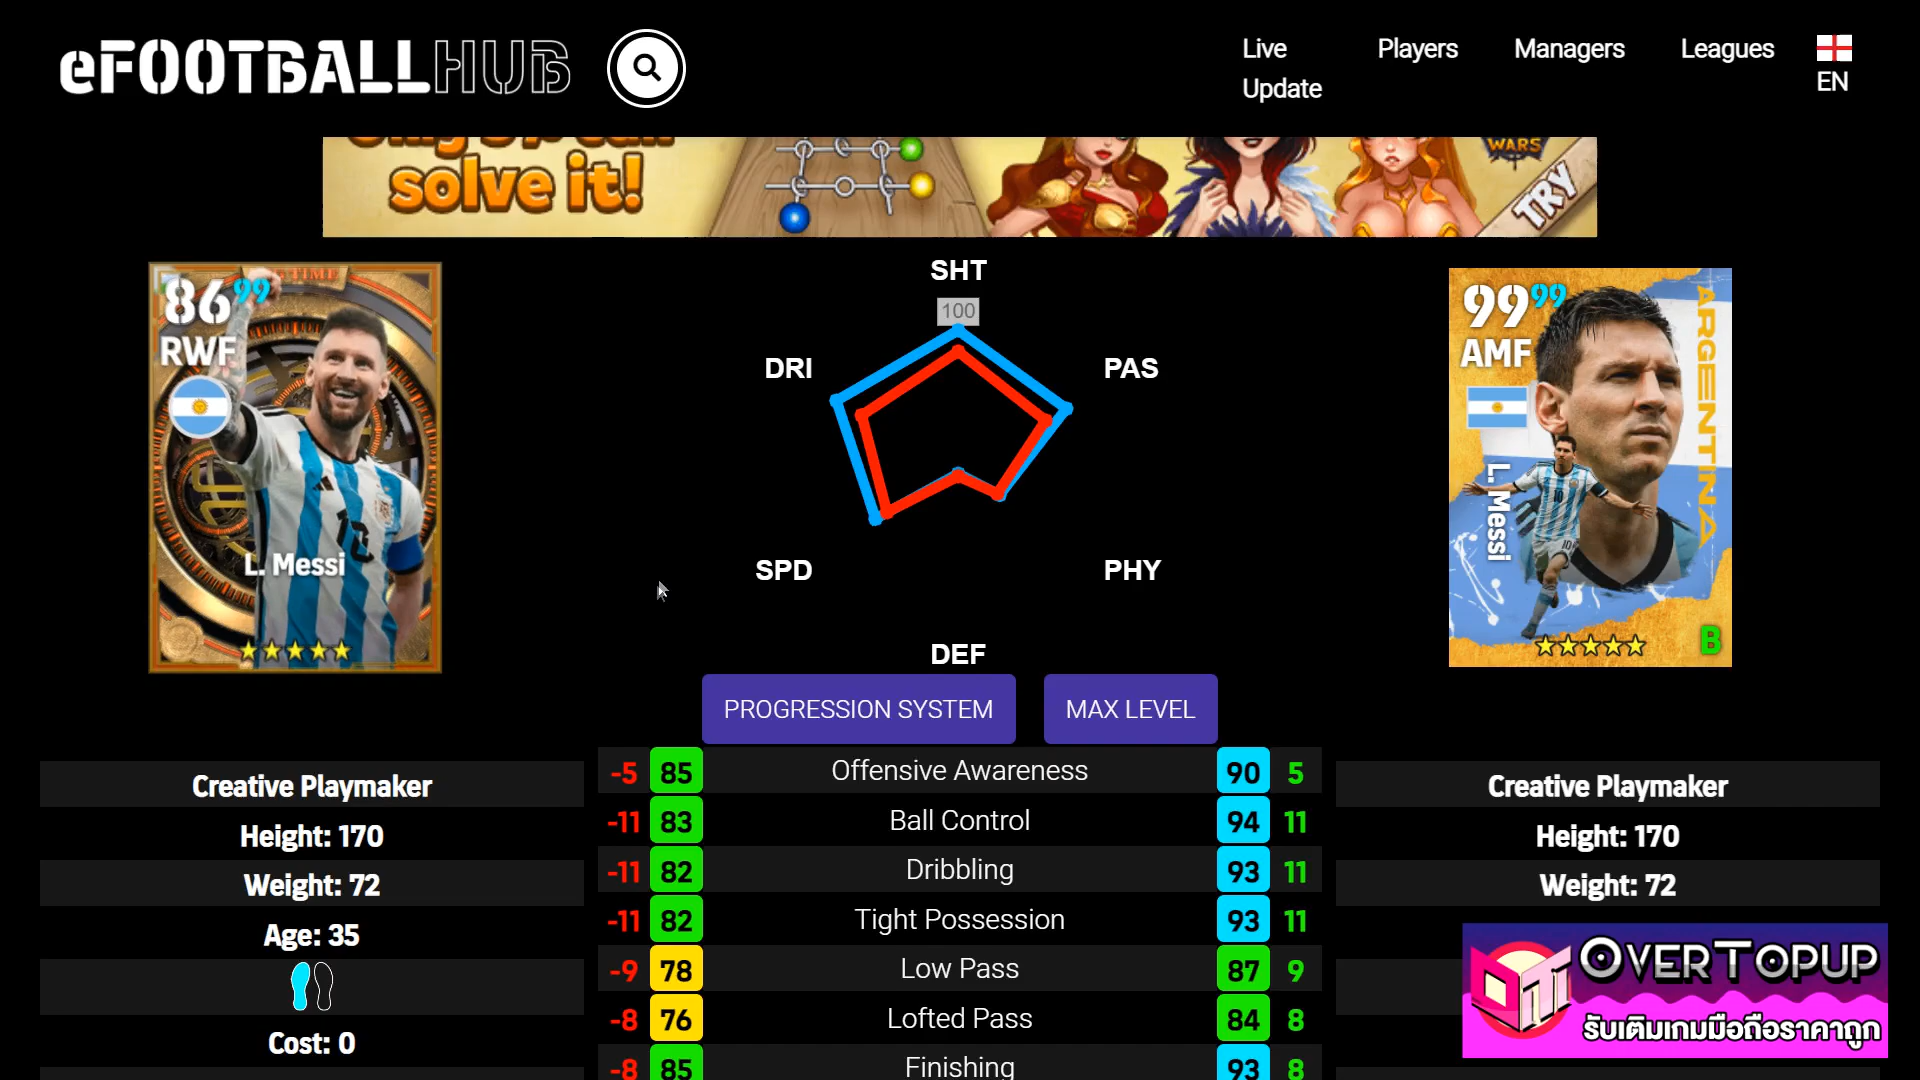 eFOOTBALLHUB
Live Update
Players
Managers
Leagues
EN
solve it!
WARS
TRY
86 99
RWF
L. Messi
SHT
100
DRI
PAS
SPD
PHY
DEF
99 99
AMF
ARGENTINA
L. Messi
10
B
PROGRESSION SYSTEM
MAX LEVEL
Creative Playmaker
Height: 170
Weight: 72
Age: 35
Cost: 0
-5 85 Offensive Awareness 90 5
-11 83 Ball Control 94 11
-11 82 Dribbling 93 11
-11 82 Tight Possession 93 11
-9 78 Low Pass 87 9
-8 76 Lofted Pass 84 8
-8 85 Finishing 93 8
Creative Playmaker
Height: 170
Weight: 72
OTU
OVERTOPUP
รับเติมเกมมือถือราคาถูก